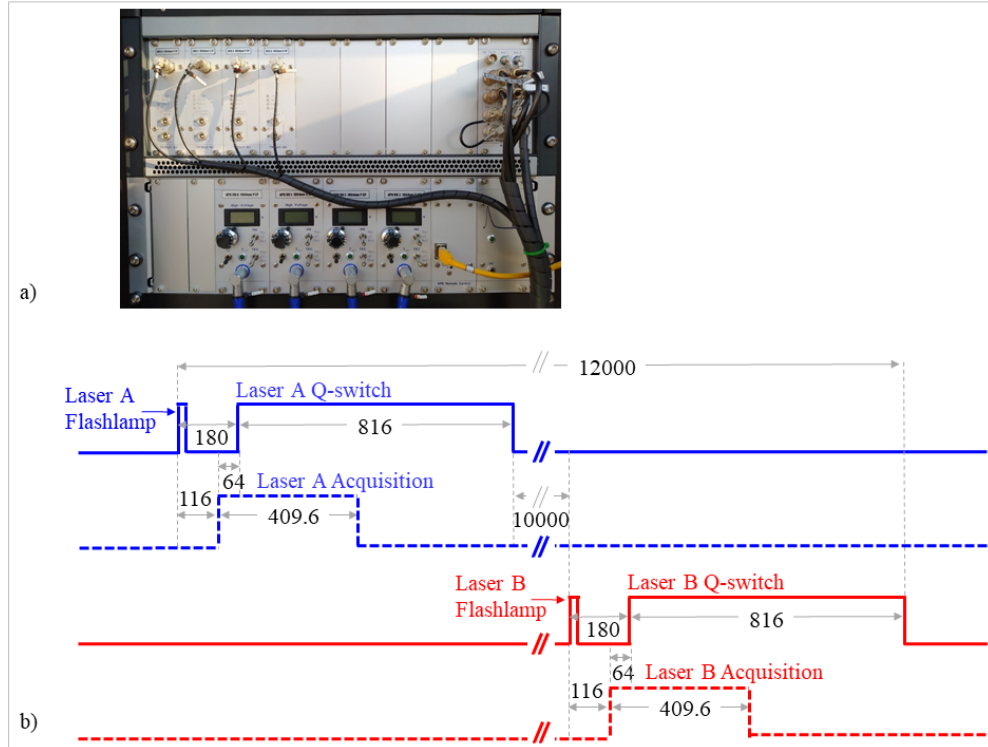 a)
12000
Laser A
Flashlamp
Laser A Q-switch
180
816
64
Laser A Acquisition
116
409.6
10000
Laser B
Flashlamp
Laser B Q-switch
180
816
64
Laser B Acquisition
116
409.6
b)